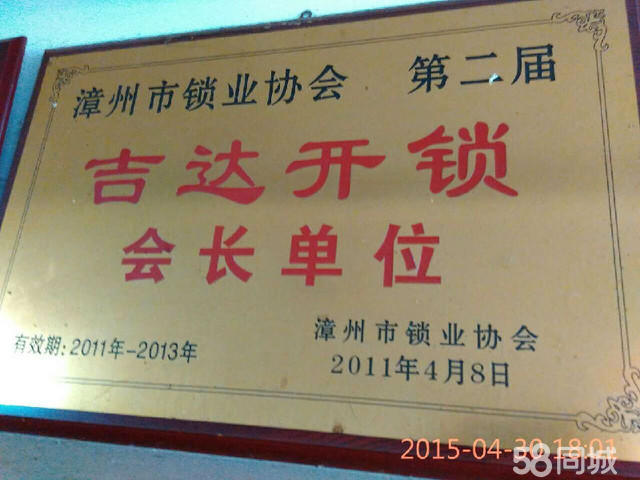 漳州市锁业协会 第二届
吉达开锁
会长单位
有效期：2011年-2013年
漳州市锁业协会
2011年4月8日
2015-04-30 18:01
58同城